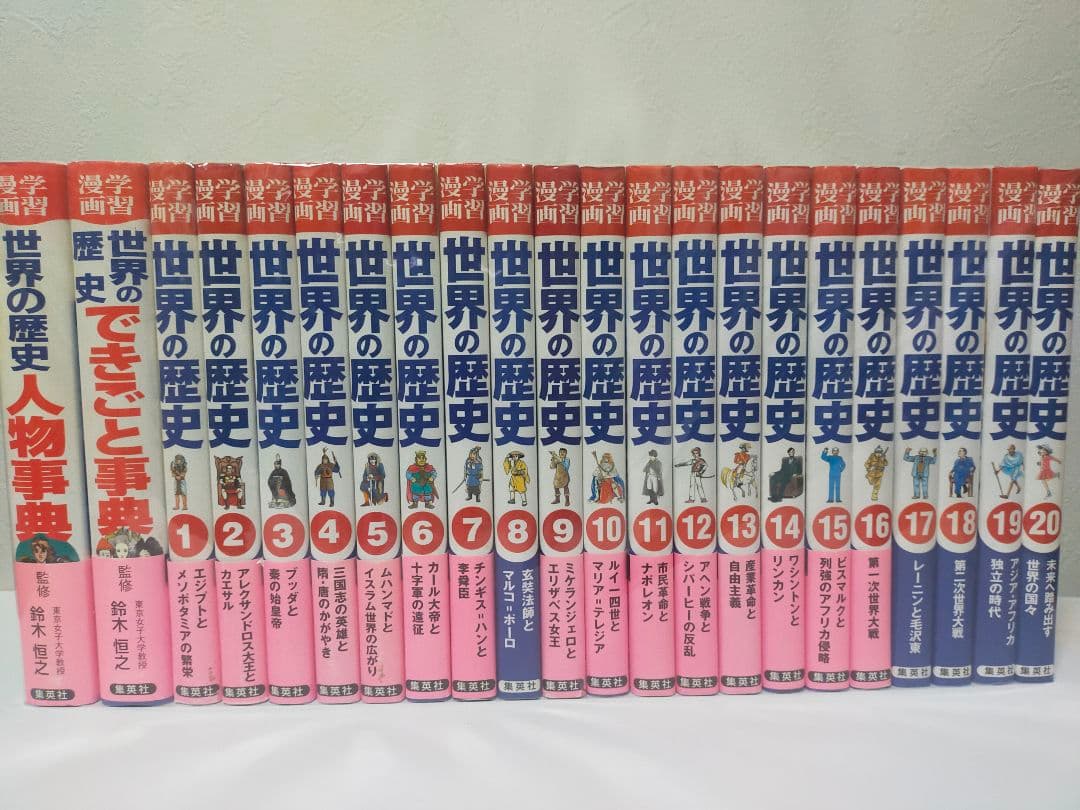 学習
漫画
世界の歴史
人物事典
監修
東京女子大学教授
鈴木恒之
集英社
学習
漫画
世界の
歴史
できごと事典
監修
東京女子大学教授
鈴木恒之
集英社
学習
漫画
世界の歴史
1
エジプトと
メソポタミアの繁栄
集英社
学習
漫画
世界の歴史
2
アレクサンドロス大王と
カエサル
集英社
学習
漫画
世界の歴史
3
ブッダと
秦の始皇帝
集英社
学習
漫画
世界の歴史
4
三国志の英雄と
隋・唐のかがやき
集英社
学習
漫画
世界の歴史
5
ムハンマドと
イスラム世界の広がり
集英社
学習
漫画
世界の歴史
6
カール大帝と
十字軍の遠征
集英社
学習
漫画
世界の歴史
7
チンギス=ハンと
李舜臣
集英社
学習
漫画
世界の歴史
8
玄奘法師と
マルコ=ポーロ
集英社
学習
漫画
世界の歴史
9
ミケランジェロと
エリザベス女王
集英社
学習
漫画
世界の歴史
10
ルイ一四世と
マリア=テレジア
集英社
学習
漫画
世界の歴史
11
市民革命と
ナポレオン
集英社
学習
漫画
世界の歴史
12
アヘン戦争と
シパーヒーの反乱
集英社
学習
漫画
世界の歴史
13
産業革命と
自由主義
集英社
学習
漫画
世界の歴史
14
ワシントンと
リンカン
集英社
学習
漫画
世界の歴史
15
ビスマルクと
列強のアフリカ侵略
集英社
学習
漫画
世界の歴史
16
第一次世界大戦
集英社
学習
漫画
世界の歴史
17
レーニンと毛沢東
集英社
学習
漫画
世界の歴史
18
第二次世界大戦
集英社
学習
漫画
世界の歴史
19
アジア・アフリカ
独立の時代
集英社
学習
漫画
世界の歴史
20
未来へ踏み出す
世界の国々
集英社